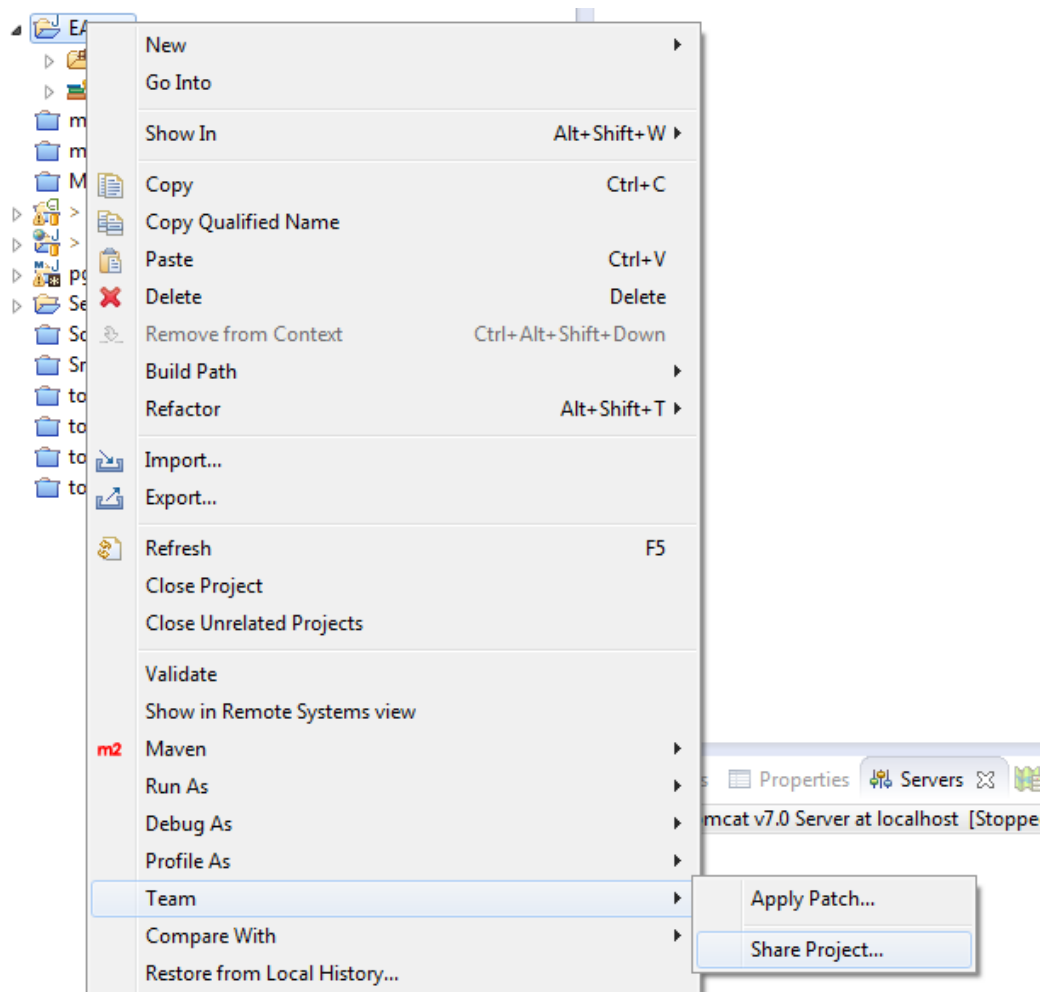 New
Go Into
Show In Alt+Shift+W
Copy Ctrl+C
Copy Qualified Name
Paste Ctrl+V
Delete Delete
Remove from Context Ctrl+Alt+Shift+Down
Build Path
Refactor Alt+Shift+T
Import...
Export...
Refresh F5
Close Project
Close Unrelated Projects
Validate
Show in Remote Systems view
m2 Maven
Run As
Debug As
Profile As
Team
Compare With
Restore from Local History...
Properties Servers
v7.0 Server at localhost
Apply Patch...
Share Project...